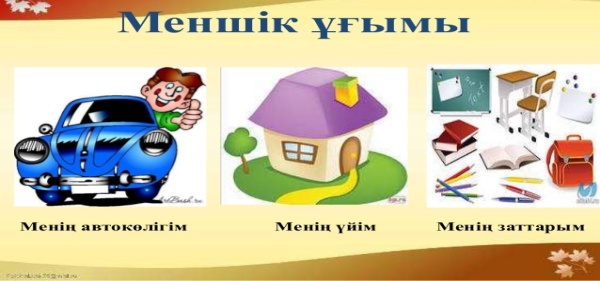 Меншік ұғымы
Менің автокөлігім
Менің үйім
Менің заттарым